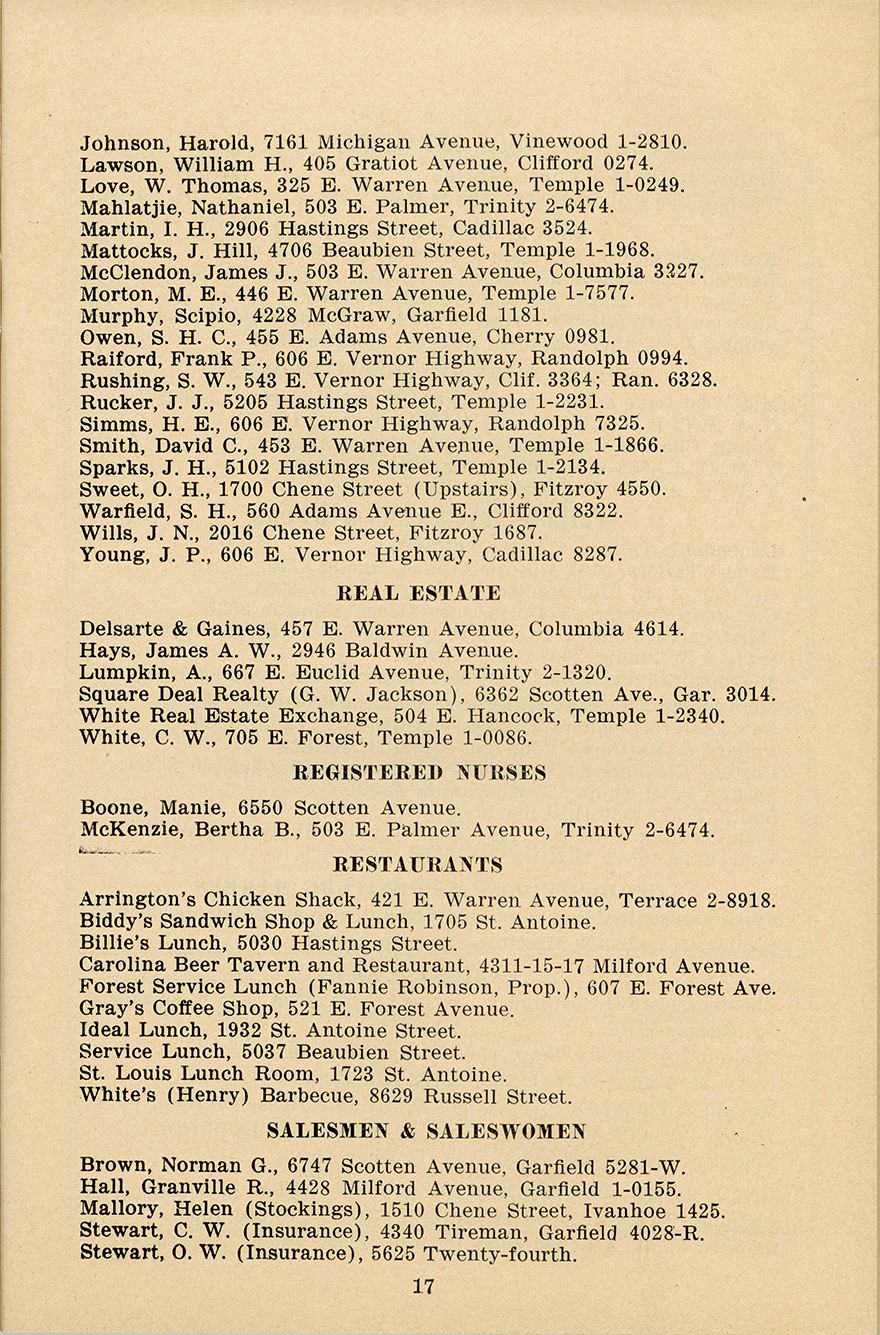 Johnson, Harold, 7161 Michigan Avenue, Vinewood 1-2810.
Lawson, William H., 405 Gratiot Avenue, Clifford 0274.
Love, W. Thomas, 325 E. Warren Avenue, Temple 1-0249.
Mahlatjie, Nathaniel, 503 E. Palmer, Trinity 2-6474.
Martin, I. H., 2906 Hastings Street, Cadillac 3524.
Mattocks, J. Hill, 4706 Beaubien Street, Temple 1-1968.
McClendon, James J., 503 E. Warren Avenue, Columbia 3227.
Morton, M. E., 446 E. Warren Avenue, Temple 1-7577.
Murphy, Scipio, 4228 McGraw, Garfield 1181.
Owen, S. H. C., 455 E. Adams Avenue, Cherry 0981.
Raiford, Frank P., 606 E. Vernor Highway, Randolph 0994.
Rushing, S. W., 543 E. Vernor Highway, Clif. 3364; Ran. 6328.
Rucker, J. J., 5205 Hastings Street, Temple 1-2231.
Simms, H. E., 606 E. Vernor Highway, Randolph 7325.
Smith, David C., 453 E. Warren Avenue, Temple 1-1866.
Sparks, J. H., 5102 Hastings Street, Temple 1-2134.
Sweet, O. H., 1700 Chene Street (Upstairs), Fitzroy 4550.
Warfield, S. H., 560 Adams Avenue E., Clifford 8322.
Wills, J. N., 2016 Chene Street, Fitzroy 1687.
Young, J. P., 606 E. Vernor Highway, Cadillac 8287.
REAL ESTATE
Delsarte & Gaines, 457 E. Warren Avenue, Columbia 4614.
Hays, James A. W., 2946 Baldwin Avenue.
Lumpkin, A., 667 E. Euclid Avenue, Trinity 2-1320.
Square Deal Realty (G. W. Jackson), 6362 Scotten Ave., Gar. 3014.
White Real Estate Exchange, 504 E. Hancock, Temple 1-2340.
White, C. W., 705 E. Forest, Temple 1-0086.
REGISTERED NURSES
Boone, Manie, 6550 Scotten Avenue.
McKenzie, Bertha B., 503 E. Palmer Avenue, Trinity 2-6474.
RESTAURANTS
Arrington's Chicken Shack, 421 E. Warren Avenue, Terrace 2-8918.
Biddy's Sandwich Shop & Lunch, 1705 St. Antoine.
Billie's Lunch, 5030 Hastings Street.
Carolina Beer Tavern and Restaurant, 4311-15-17 Milford Avenue.
Forest Service Lunch (Fannie Robinson, Prop.), 607 E. Forest Ave.
Gray's Coffee Shop, 521 E. Forest Avenue.
Ideal Lunch, 1932 St. Antoine Street.
Service Lunch, 5037 Beaubien Street.
St. Louis Lunch Room, 1723 St. Antoine.
White's (Henry) Barbecue, 8629 Russell Street.
SALESMEN & SALESWOMEN
Brown, Norman G., 6747 Scotten Avenue, Garfield 5281-W.
Hall, Granville R., 4428 Milford Avenue, Garfield 1-0155.
Mallory, Helen (Stockings), 1510 Chene Street, Ivanhoe 1425.
Stewart, C. W. (Insurance), 4340 Tireman, Garfield 4028-R.
Stewart, O. W. (Insurance), 5625 Twenty-fourth.
17